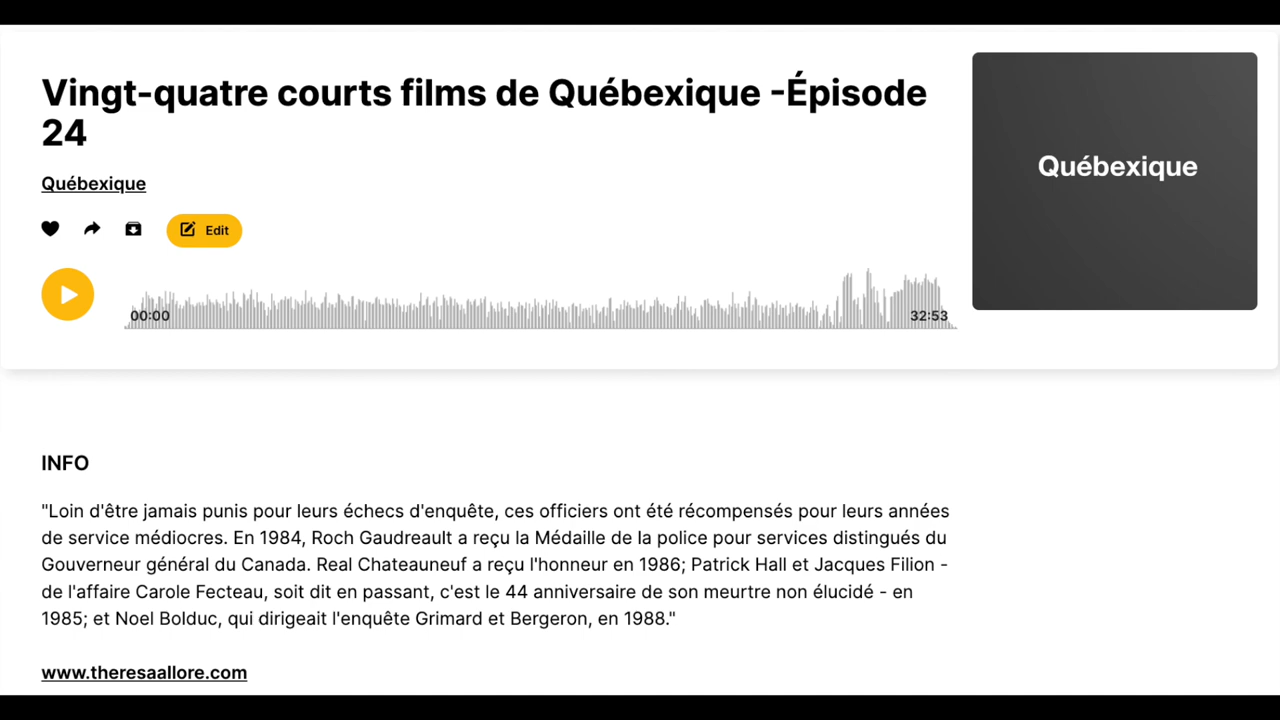 Vingt-quatre courts films de Québexique -Épisode
24
Québexique
Edit
00:00
32:53
Québexique
INFO
"Loin d'être jamais punis pour leurs échecs d'enquête, ces officiers ont été récompensés pour leurs années
de service médiocres. En 1984, Roch Gaudreault a reçu la Médaille de la police pour services distingués du
Gouverneur général du Canada. Real Chateauneuf a reçu l'honneur en 1986; Patrick Hall et Jacques Filion -
de l'affaire Carole Fecteau, soit dit en passant, c'est le 44 anniversaire de son meurtre non élucidé - en
1985; et Noel Bolduc, qui dirigeait l'enquête Grimard et Bergeron, en 1988."
www.theresaallore.com